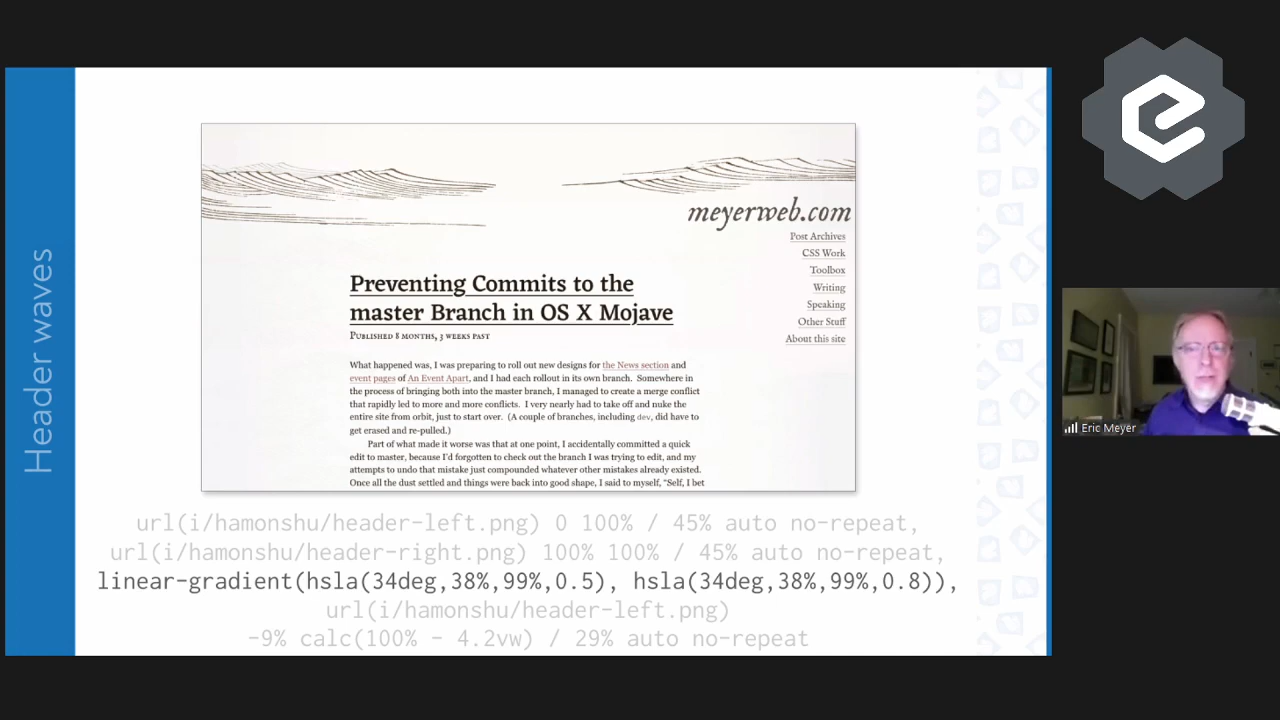 Header waves
meyerweb.com
Post Archives
CSS Work
Toolbox
Writing
Speaking
Other Stuff
About this site
Preventing Commits to the
master Branch in OS X Mojave
Published 8 months, 3 weeks past
What happened was, I was preparing to roll out new designs for the News section and
event pages of An Event Apart, and I had each rollout in its own branch.  Somewhere in
the process of bringing both into the master branch, I managed to create a merge conflict
that rapidly led to more and more conflicts.  I very nearly had to take off and nuke the
entire site from orbit, just to start over.  (A couple of branches, including dev, did have to
get erased and re-pulled.)
Part of what made it worse was that at one point, I accidentally committed a quick
edit to master, because I'd forgotten to check out the branch I was trying to edit, and my
attempts to undo that mistake just compounded whatever other mistakes already existed.
Once all the dust settled and things were back into good shape, I said to myself, “Self, I bet
url(i/hamonshu/header-left.png) 0 100% / 45% auto no-repeat,
url(i/hamonshu/header-right.png) 100% 100% / 45% auto no-repeat,
linear-gradient(hsla(34deg,38%,99%,0.5), hsla(34deg,38%,99%,0.8)),
url(i/hamonshu/header-left.png)
-9% calc(100% - 4.2vw) / 29% auto no-repeat
Eric Meyer